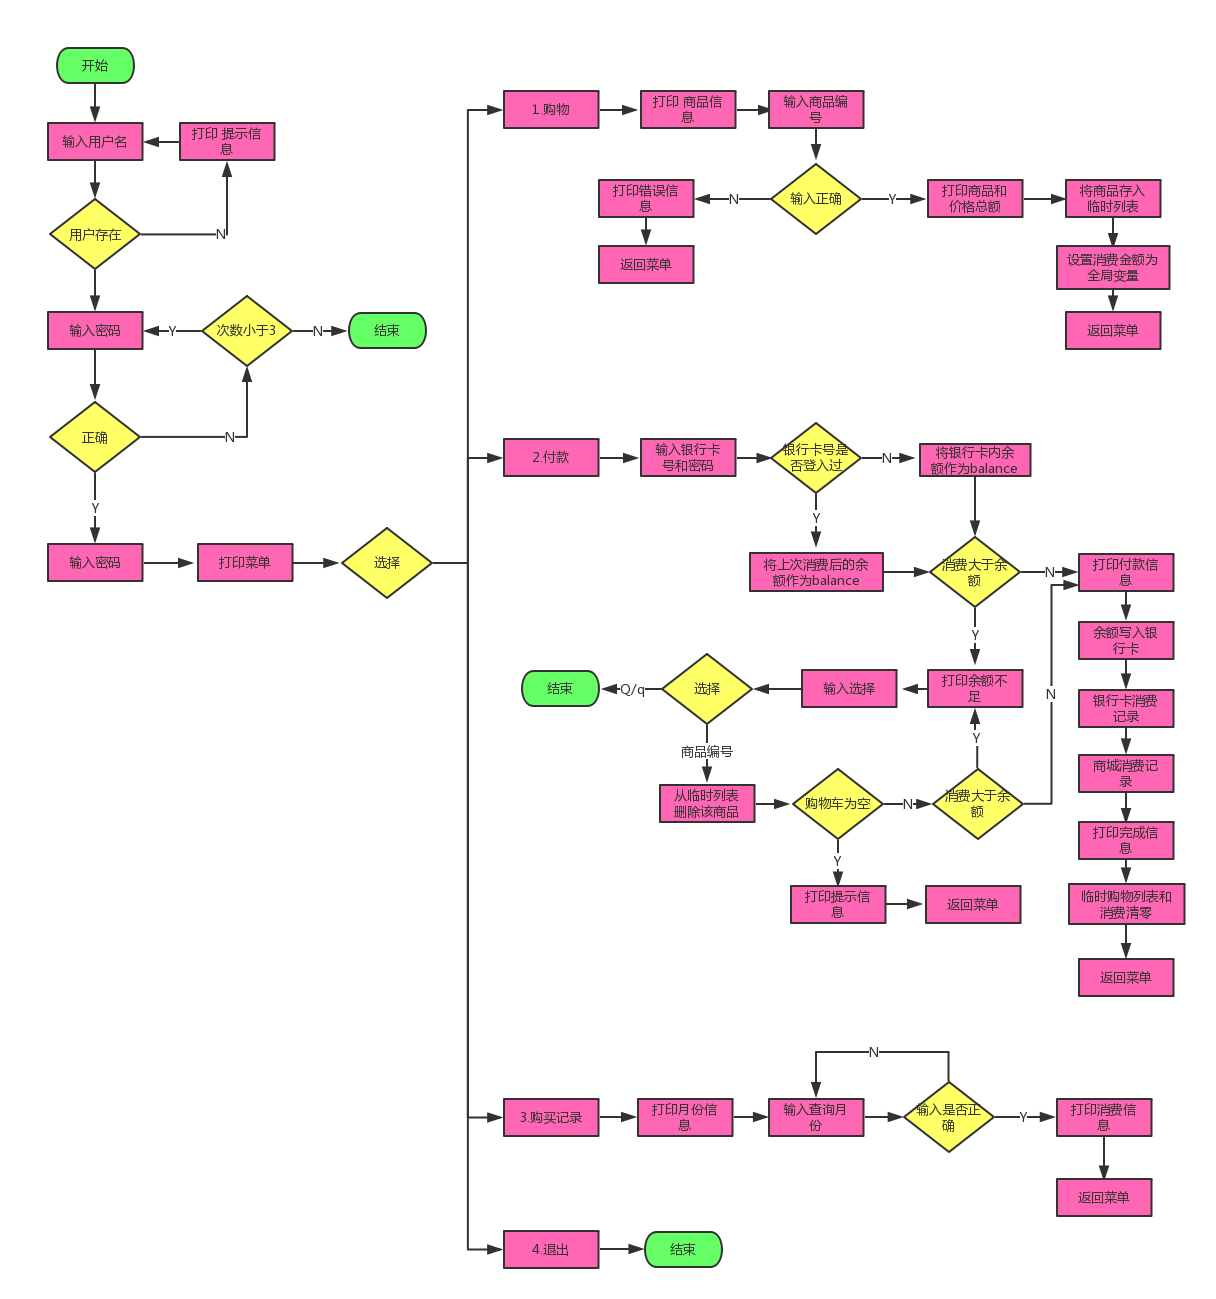 开始
输入用户名
打印 提示信
息
用户存在
N
输入密码
Y
次数小于3
N
结束
正确
N
Y
输入密码
打印菜单
选择
1.购物
打印 商品信
息
输入商品编
号
打印错误信
息
N
输入正确
Y
打印商品和
价格总额
将商品存入
临时列表
返回菜单
设置消费金额为
全局变量
返回菜单
2.付款
输入银行卡
号和密码
银行卡号是
否登入过
N
将银行卡内余
额作为balance
Y
将上次消费后的余
额作为balance
消费大于余
额
N
打印付款信
息
Y
余额写入银
行卡
结束
Q/q
选择
输入选择
打印余额不
足
N
银行卡消费
记录
商品编号
Y
商城消费记
录
从临时列表
删除该商品
购物车为空
N
消费大于余
额
打印完成信
息
Y
打印提示信
息
返回菜单
临时购物列表和
消费清零
返回菜单
N
3.购买记录
打印月份信
息
输入查询月
份
输入是否正
确
Y
打印消费信
息
返回菜单
4.退出
结束